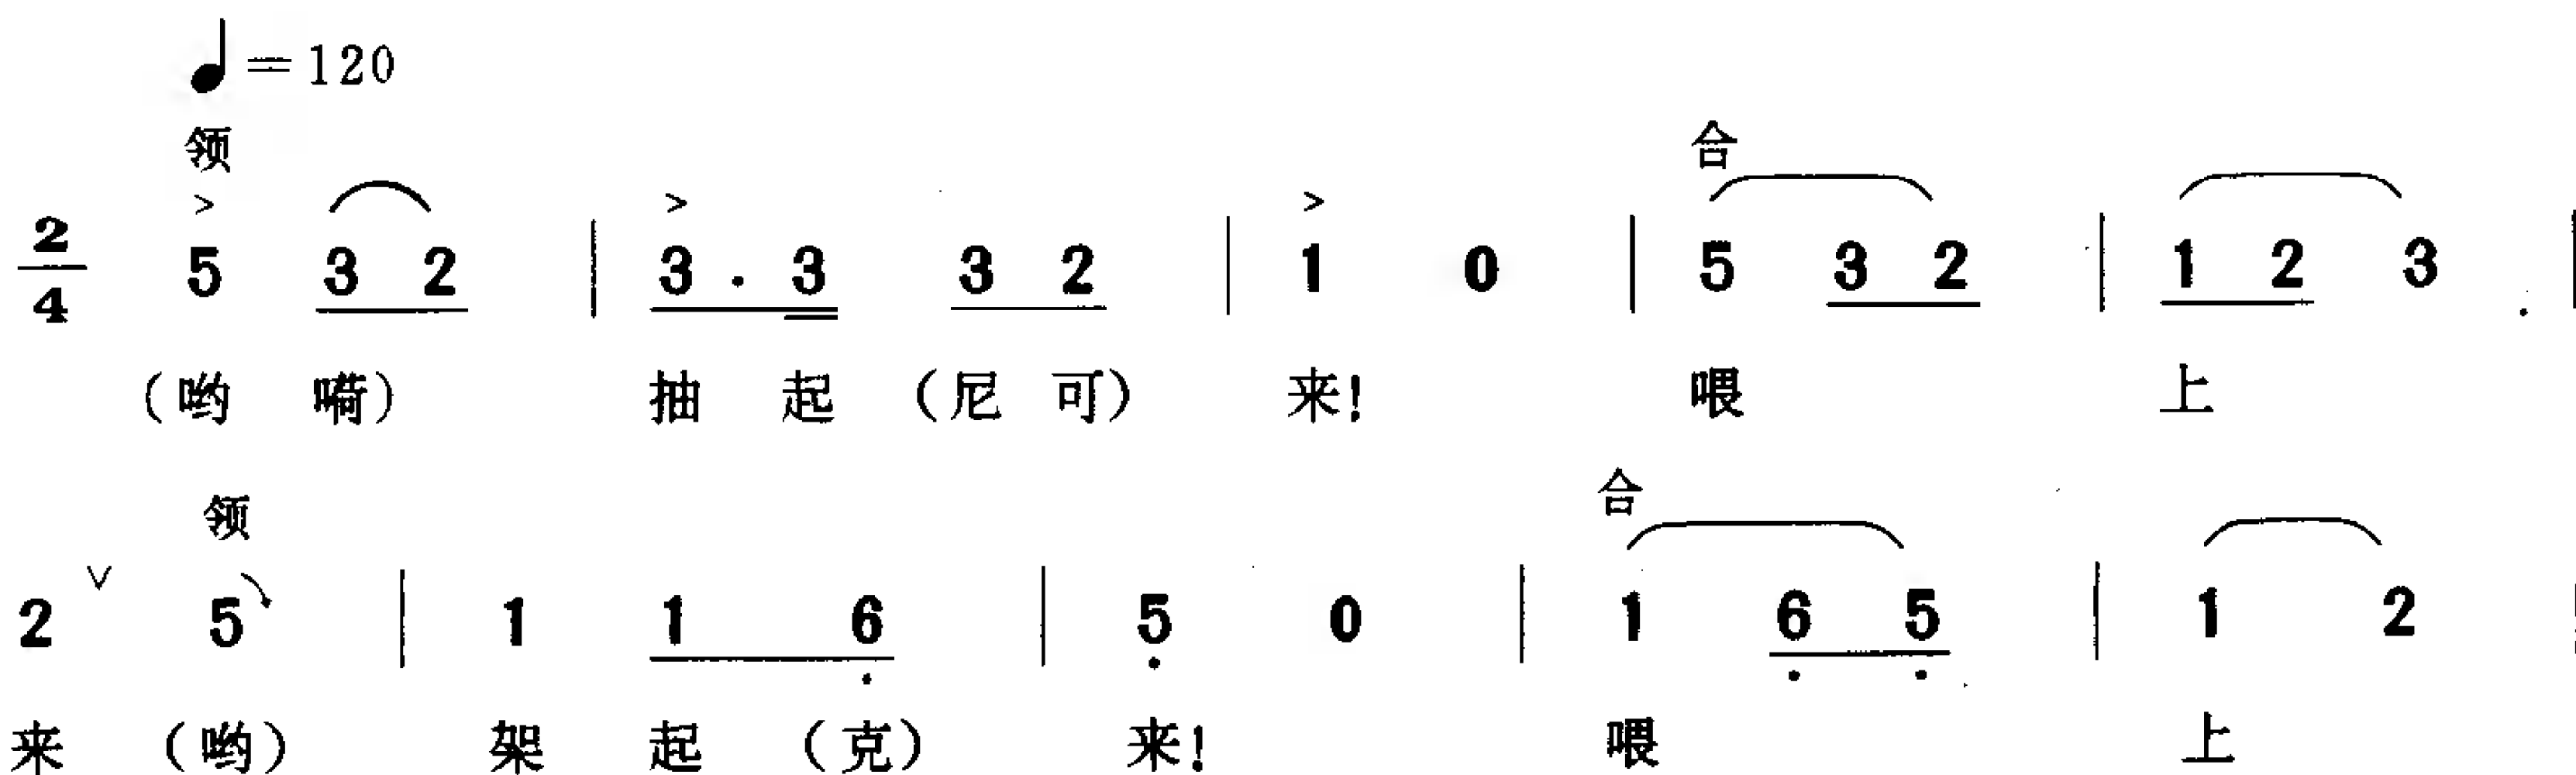 ♩=120
领 合
2/4 5 3 2 | 3 . 3 3 2 | 1 0 | 5 3 2 | 1 2 3 |
(哟 嗬) 抽 起 (尼 可) 来! 喂 上
领 合
2 5 | 1 1 6 | 5 0 | 1 6 5 | 1 2 |
来 (哟) 架 起 (克) 来! 喂 上